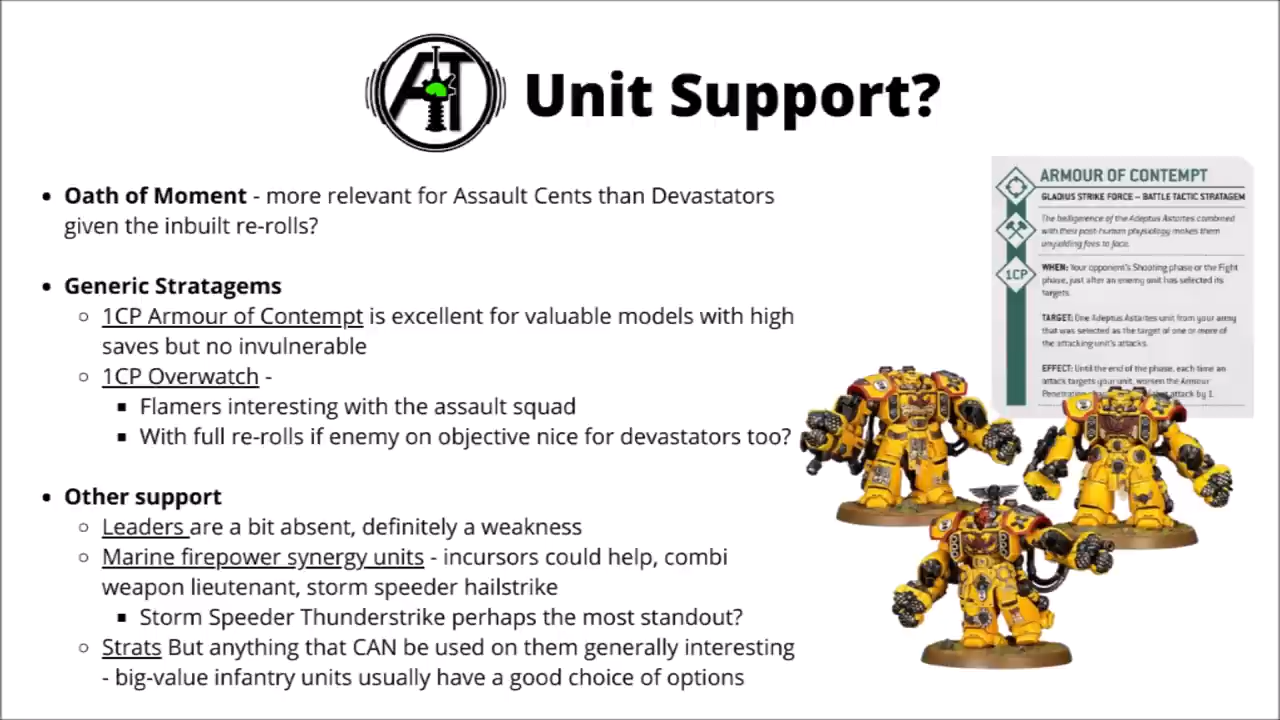 AT
Unit Support?
• Oath of Moment - more relevant for Assault Cents than Devastators
given the inbuilt re-rolls?
• Generic Stratagems
○ 1CP Armour of Contempt is excellent for valuable models with high
saves but no invulnerable
○ 1CP Overwatch -
▪ Flamers interesting with the assault squad
▪ With full re-rolls if enemy on objective nice for devastators too?
• Other support
○ Leaders are a bit absent, definitely a weakness
○ Marine firepower synergy units - incursors could help, combi
weapon lieutenant, storm speeder hailstrike
▪ Storm Speeder Thunderstrike perhaps the most standout?
○ Strats But anything that CAN be used on them generally interesting
- big-value infantry units usually have a good choice of options
ARMOUR OF CONTEMPT
GLADIUS STRIKE FORCE – BATTLE TACTIC STRATAGEM
The belligerence of the Adeptus Astartes combined
with their post-human physiology makes them
unyielding foes to face.
1CP
WHEN: Your opponent's Shooting phase or the Fight
phase, just after an enemy unit has selected its
targets.
TARGET: One Adeptus Astartes unit from your army
that was selected as the target of one or more of
the attacking unit's attacks.
EFFECT: Until the end of the phase, each time an
attack targets your unit, worsen the Armour
Penetration attack by 1.